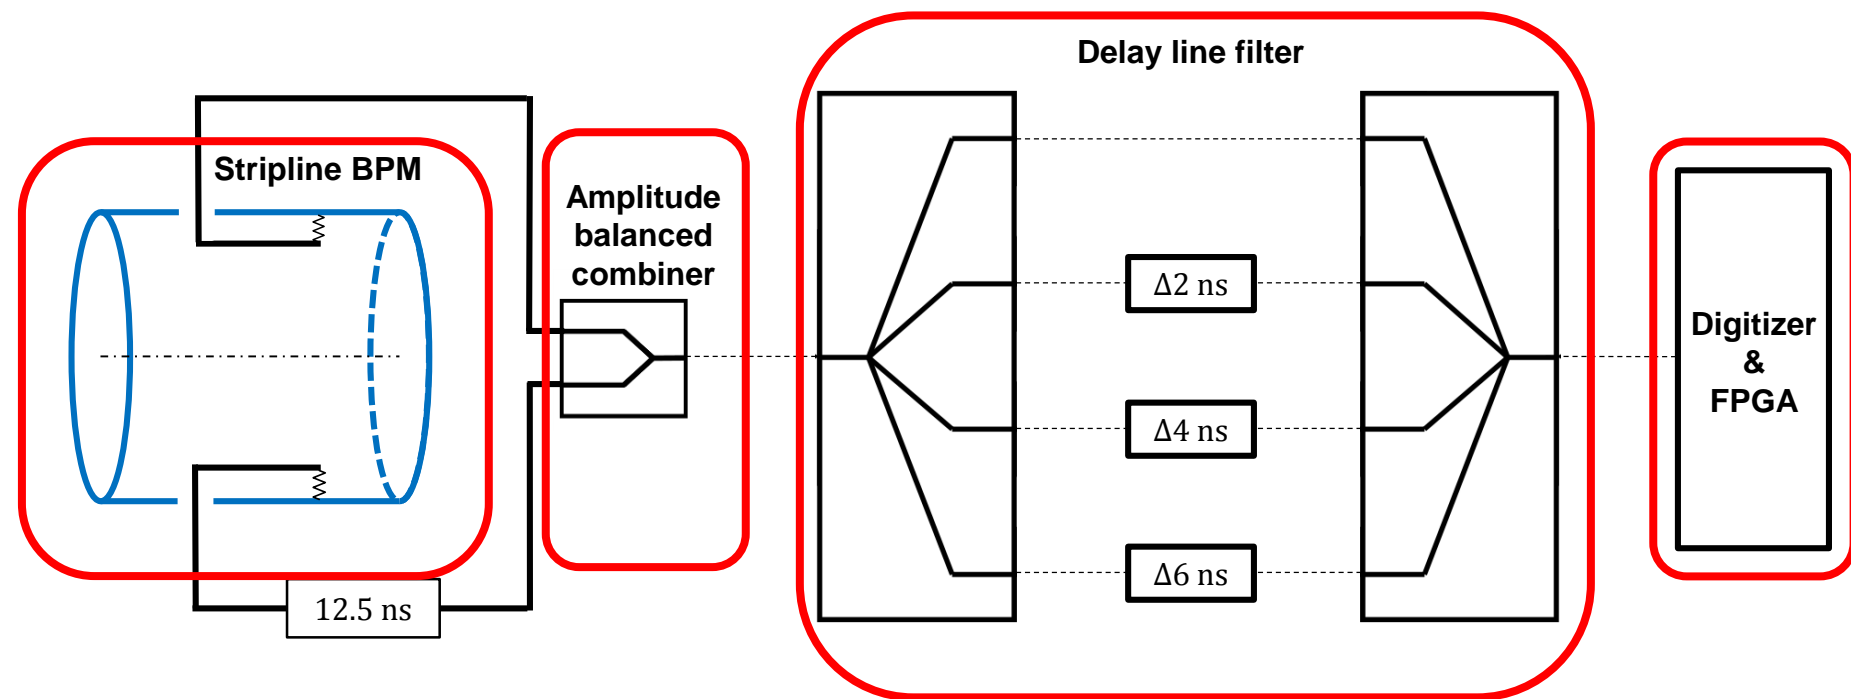 Delay line filter
Stripline BPM
Amplitude
balanced
combiner
Δ2 ns
Δ4 ns
Δ6 ns
12.5 ns
Digitizer
&
FPGA